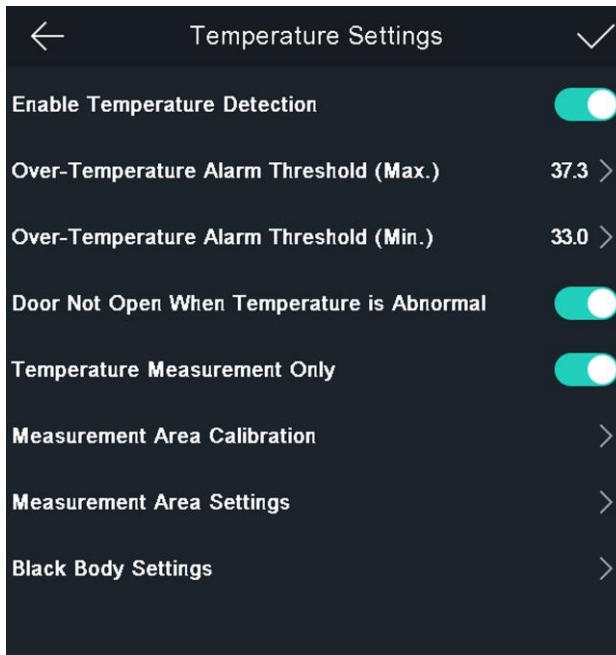 Temperature Settings
Enable Temperature Detection
Over-Temperature Alarm Threshold (Max.) 37.3
Over-Temperature Alarm Threshold (Min.) 33.0
Door Not Open When Temperature is Abnormal
Temperature Measurement Only
Measurement Area Calibration
Measurement Area Settings
Black Body Settings